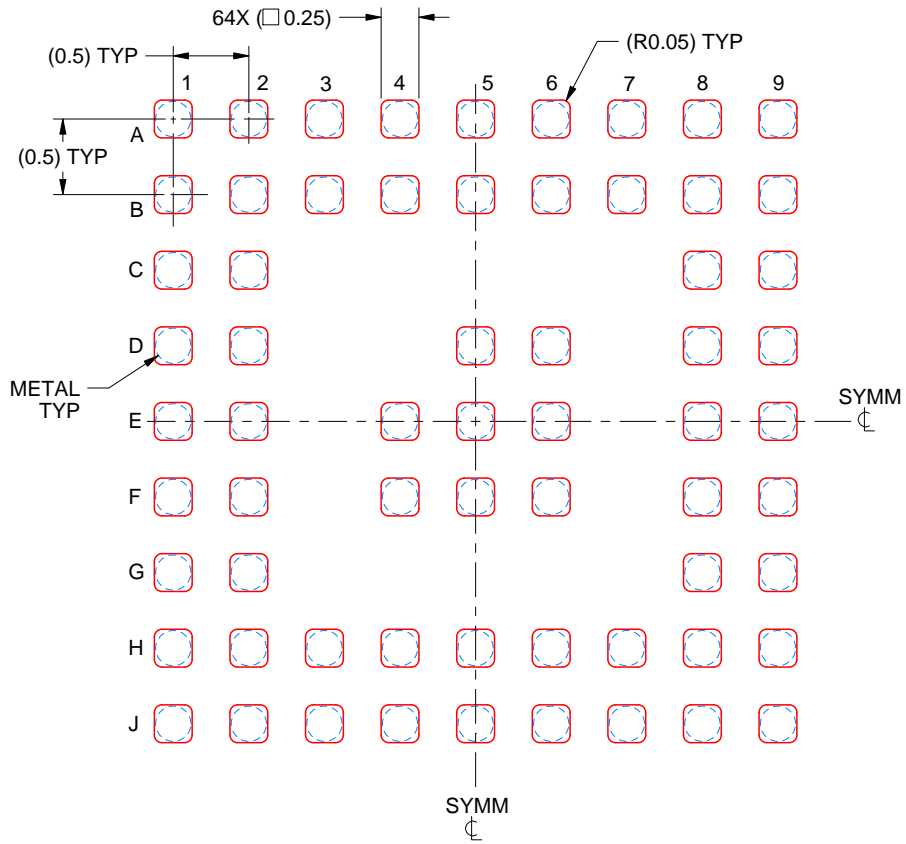 64X (□ 0.25)
(0.5) TYP
(R0.05) TYP
1 2 3 4 5 6 7 8 9
A
(0.5) TYP
B
C
D
METAL
TYP
E
SYMM
℄
F
G
H
J
SYMM
℄